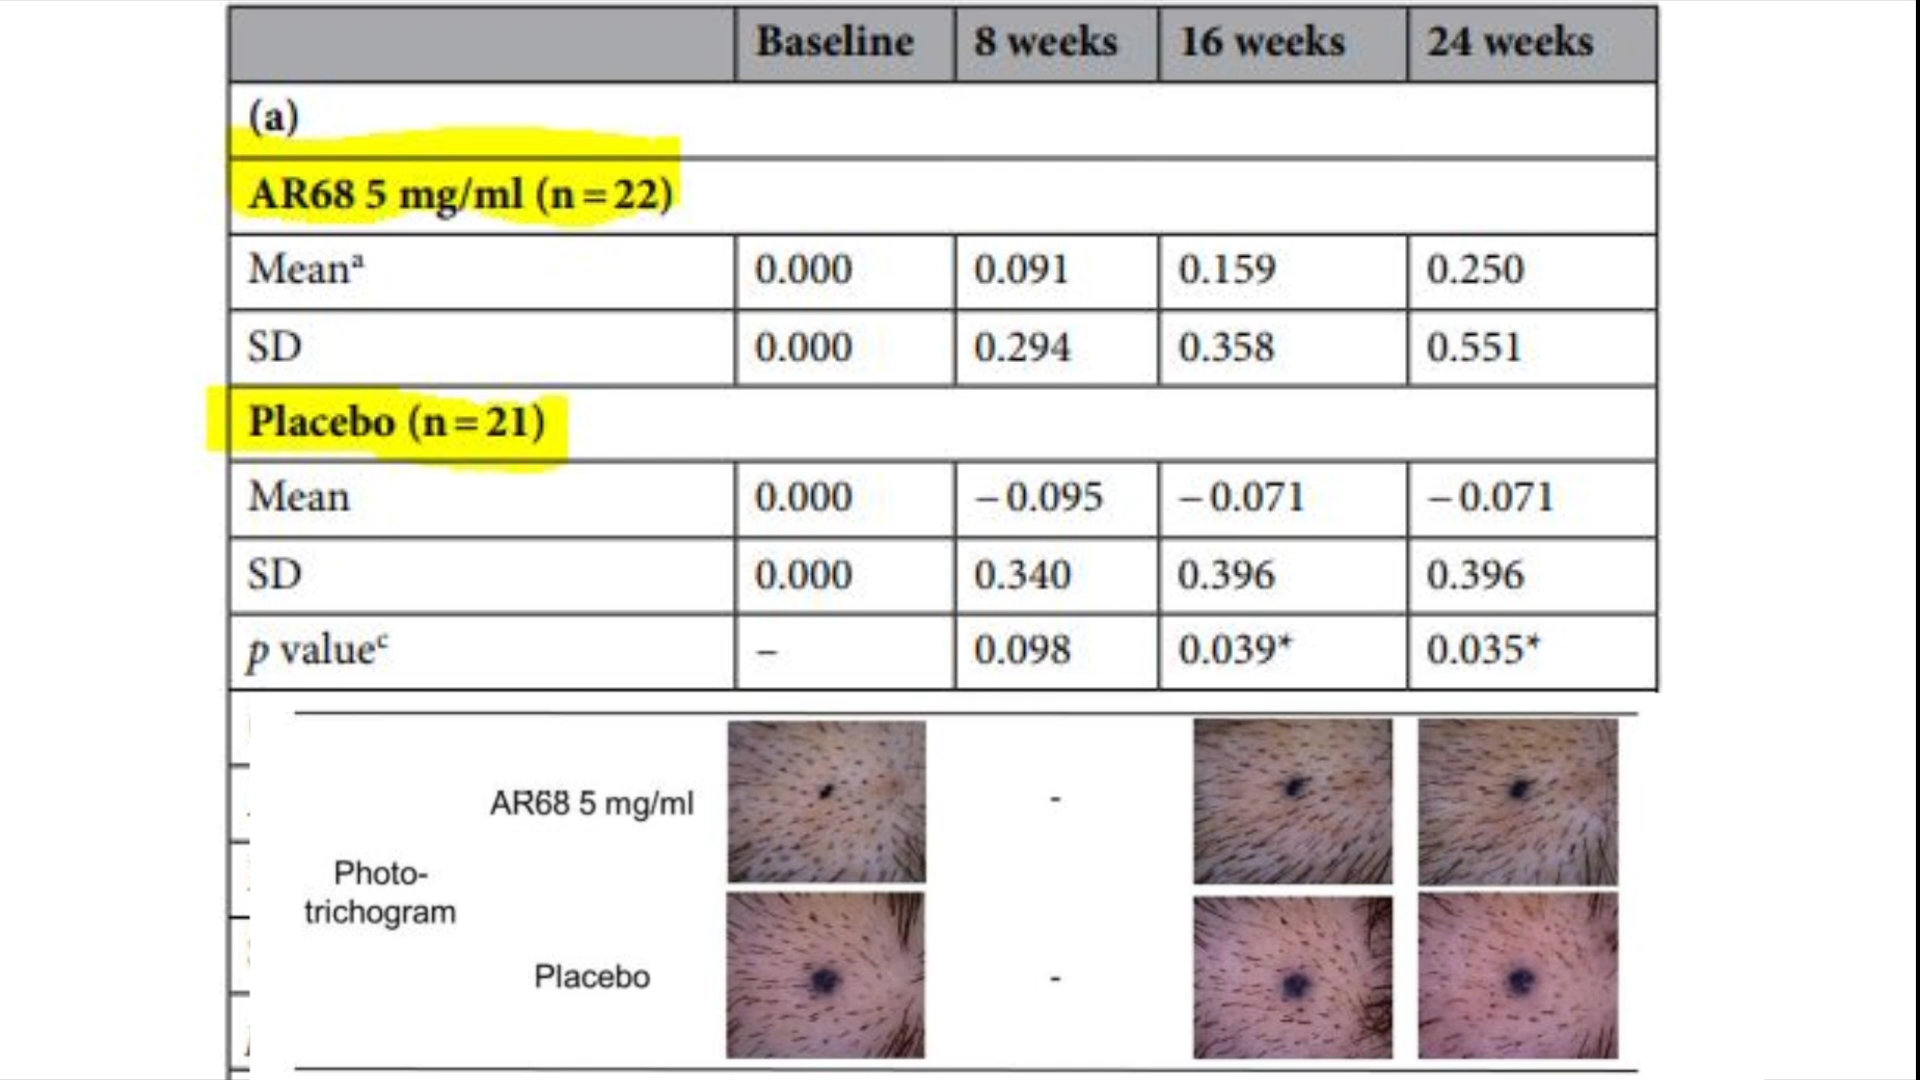 Baseline 8 weeks 16 weeks 24 weeks
(a)
AR68 5 mg/ml (n = 22)
Meanᵃ 0.000 0.091 0.159 0.250
SD 0.000 0.294 0.358 0.551
Placebo (n = 21)
Mean 0.000 −0.095 −0.071 −0.071
SD 0.000 0.340 0.396 0.396
p valueᶜ – 0.098 0.039* 0.035*
AR68 5 mg/ml -
Photo-
trichogram
Placebo -